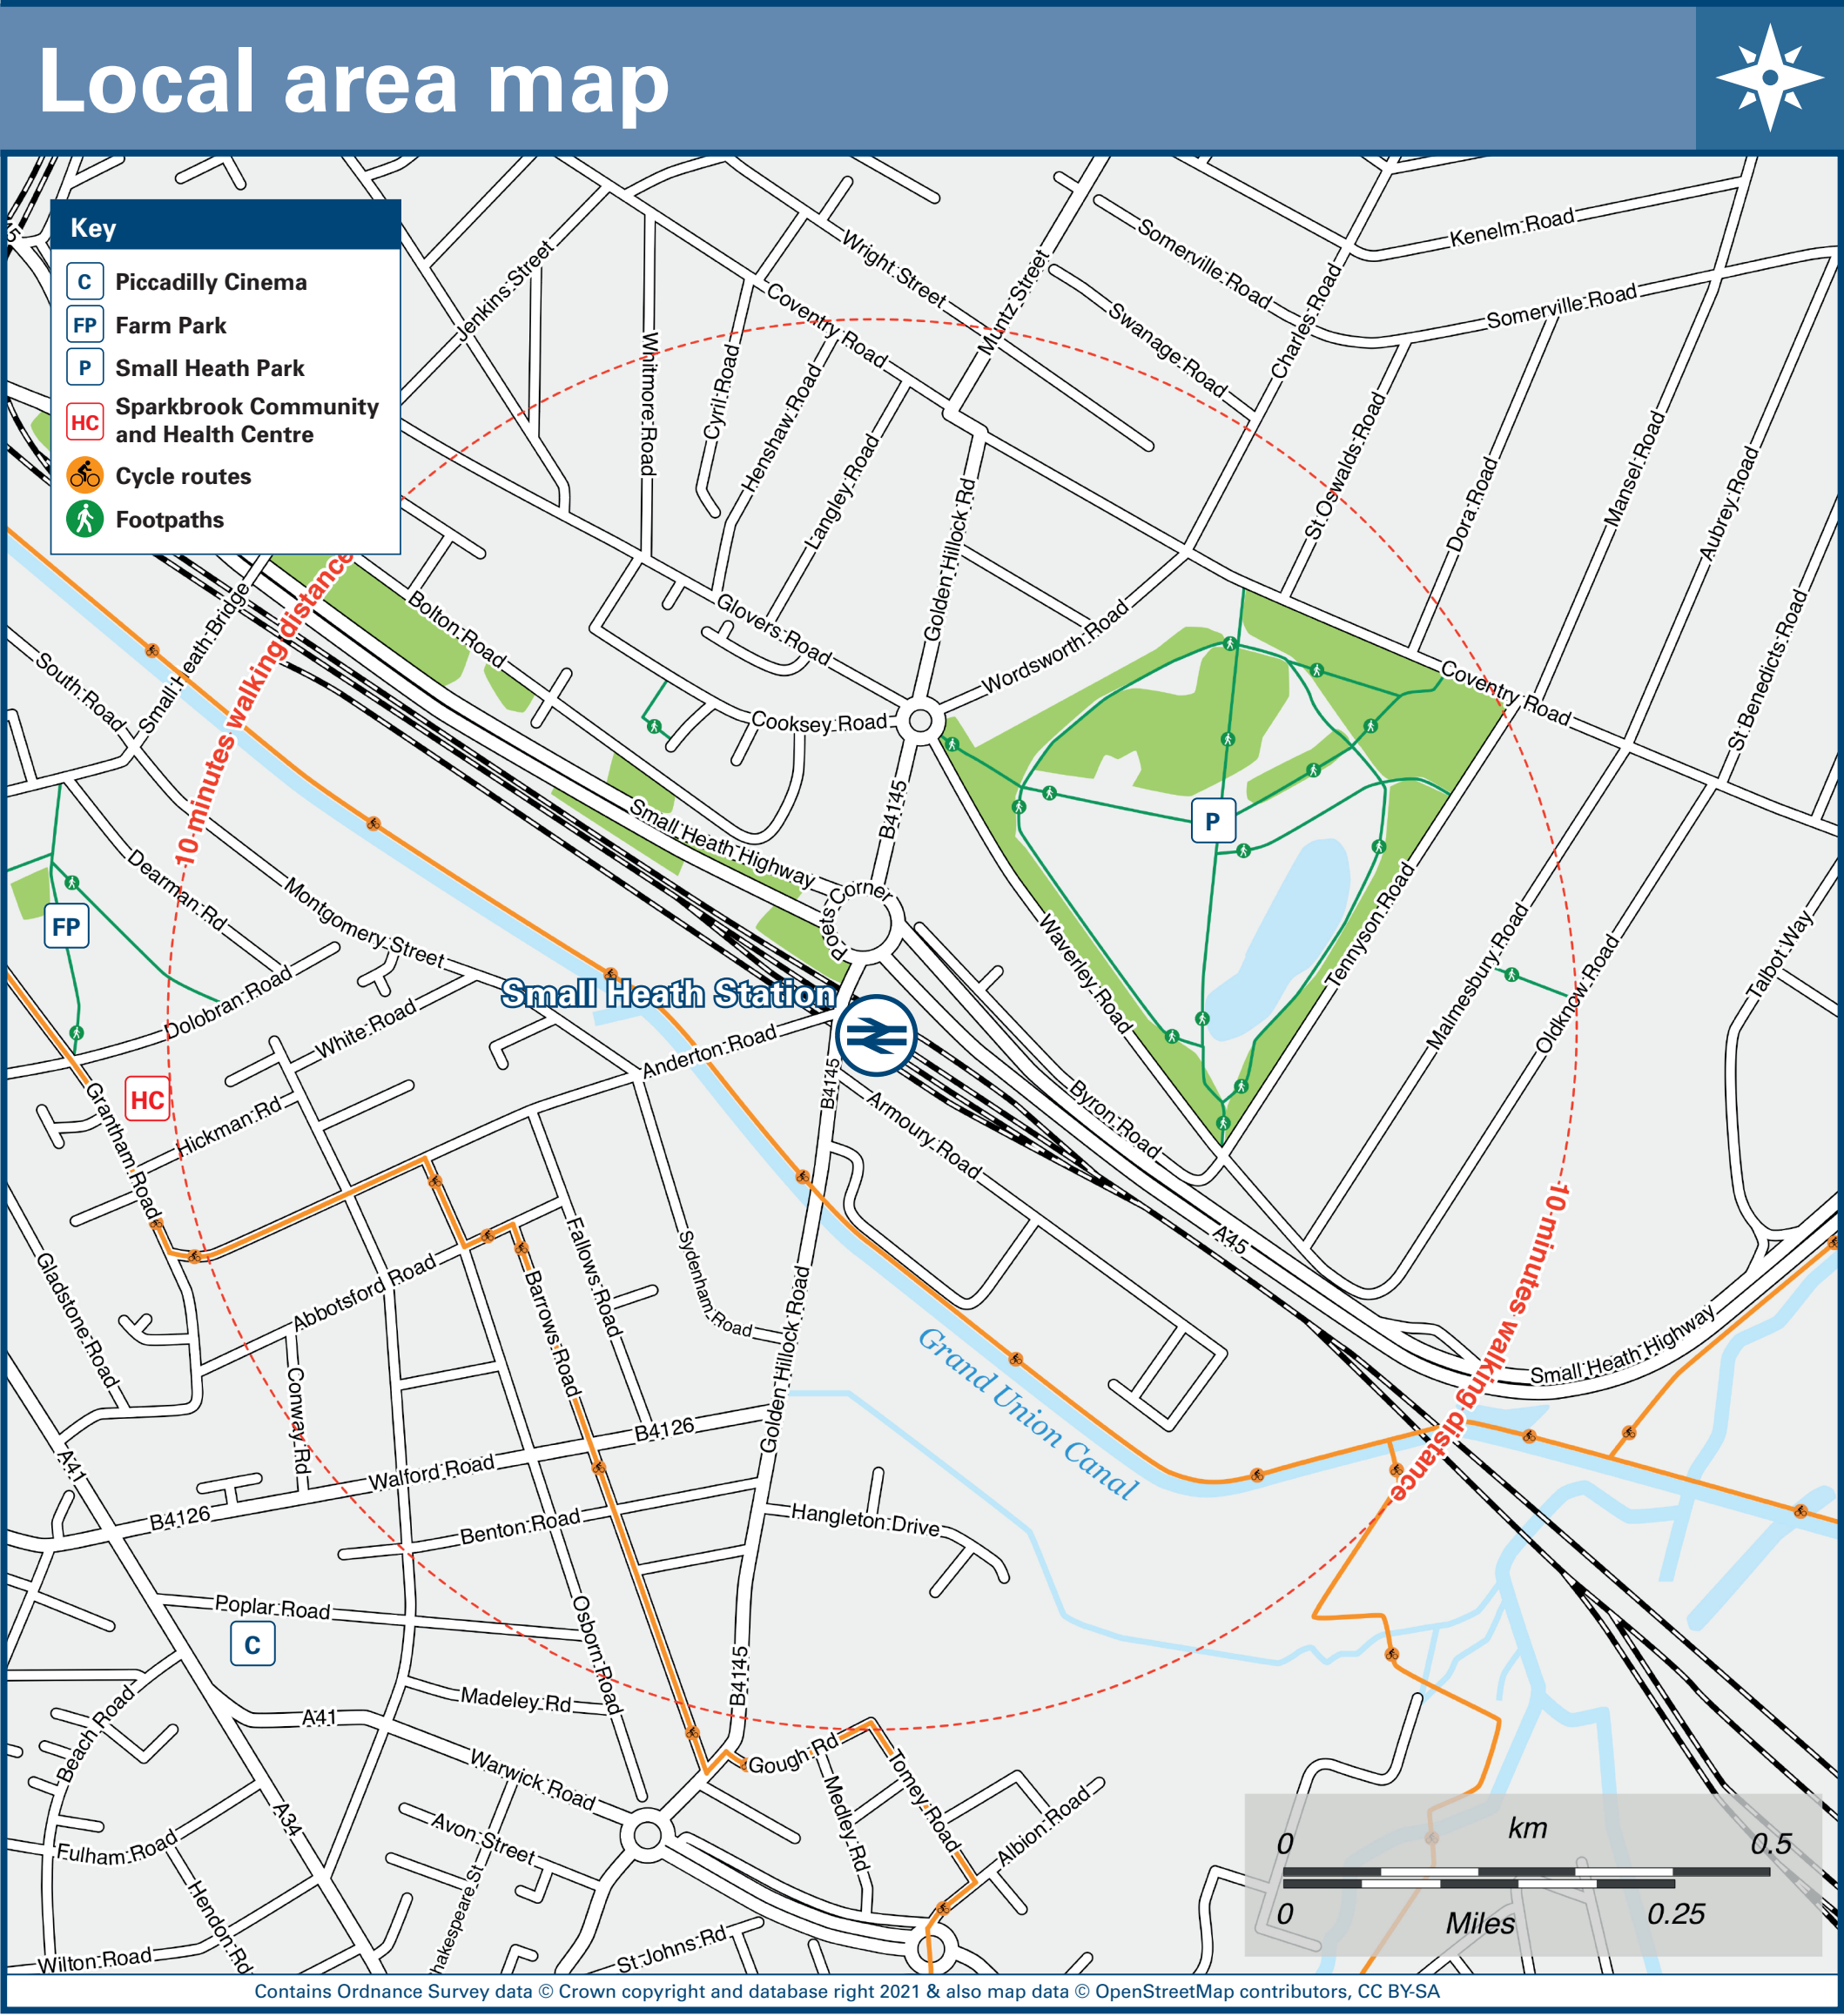 Local area map
Key
C Piccadilly Cinema
FP Farm Park
P Small Heath Park
HC Sparkbrook Community
and Health Centre
Cycle routes
Footpaths
Kenelm Road
Somerville Road
Somerville Road
Wright Street
Muntz Street
Charles Road
Swanage Road
Jenkins Street
Coventry Road
Whitmore Road
Cyril Road
Henshaw Road
Langley Road
St Oswalds Road
Dora Road
Mansel Road
Aubrey Road
Golden Hillock Rd
Bolton Road
Glovers Road
Wordsworth Road
St Benedicts Road
Coventry Road
Small Heath Bridge
South Road
10 minutes walking distance
Cooksey Road
B4145
Small Heath Highway
Poets Corner
P
Dearman Rd
Montgomery Street
FP
Waverley Road
Tennyson Road
Malmesbury Road
Oldknow Road
Talbot Way
Small Heath Station
Dolobran Road
White Road
Anderton Road
B4145
HC
Grantham Road
Hickman Rd
Armoury Road
Byron Road
A45
Gladstone Road
Abbotsford Road
Barrows Road
Fallows Road
Sydenham Road
Golden Hillock Road
10 minutes walking distance
Small Heath Highway
Grand Union Canal
Conway Rd
B4126
Walford Road
A41
B4126
Benton Road
Hangleton Drive
Poplar Road
C
Osborn Road
B4145
Madeley Rd
A41
Beach Road
Warwick Road
Gough Rd
Tomey Road
Medley Rd
Albion Road
A34
Avon Street
Fulham Road
Hendon Rd
hakespeare St
Wilton Road
St Johns Rd
0 km 0.5
0 Miles 0.25
Contains Ordnance Survey data © Crown copyright and database right 2021 & also map data © OpenStreetMap contributors, CC BY-SA